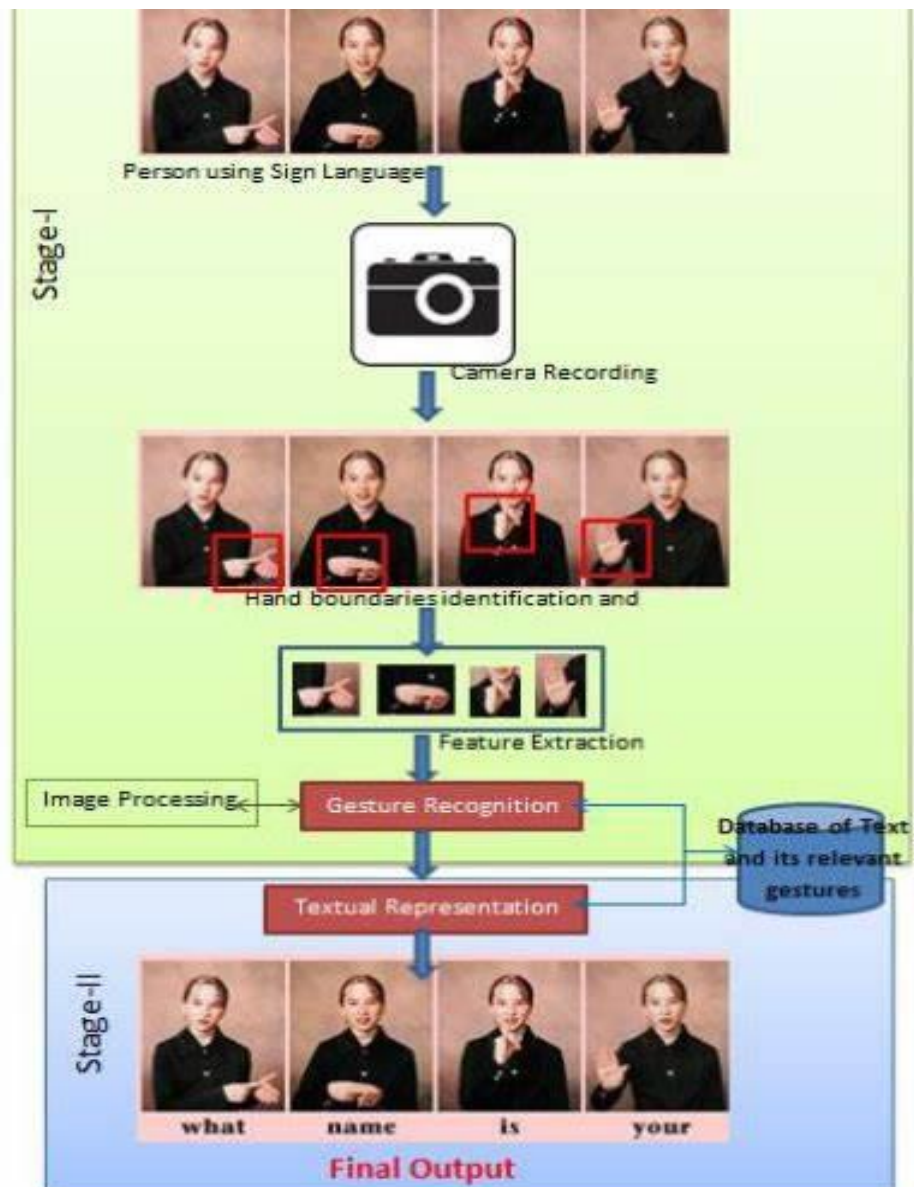 Stage-I
Person using Sign Language
Camera Recording
Hand boundaries identification and
Feature Extraction
Image Processing
Gesture Recognition
Database of Text
and its relevant
gestures
Textual Representation
Stage-II
what name is your
Final Output